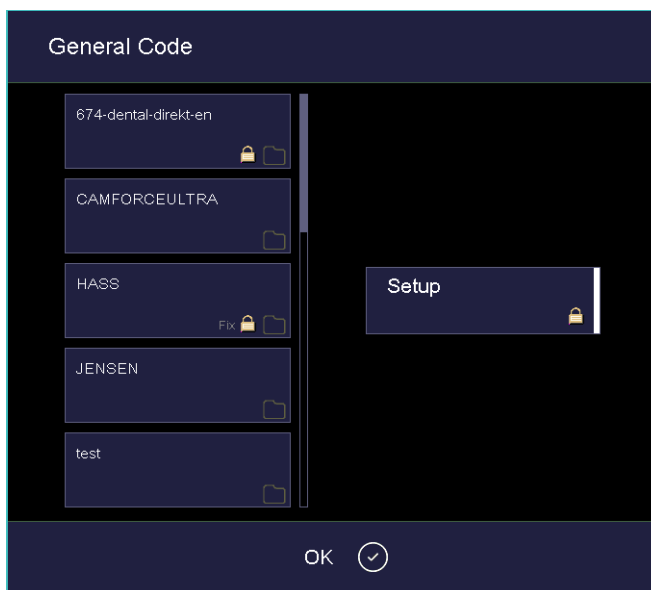 General Code
674-dental-direkt-en
CAMFORCEULTRA
HASS
Fix
JENSEN
test
Setup
OK